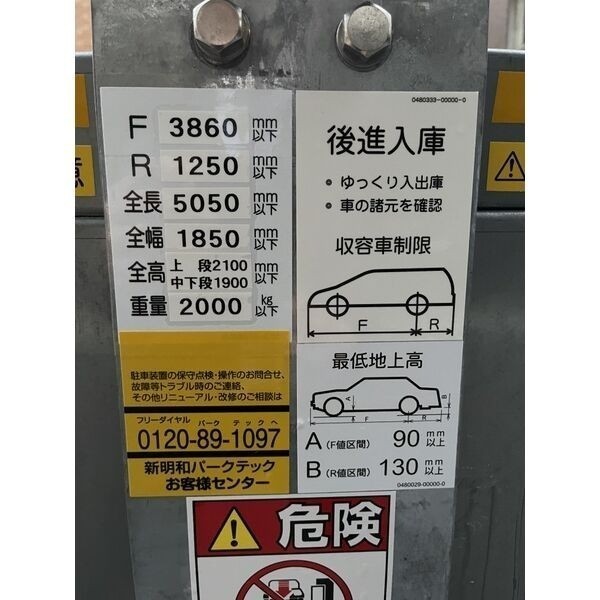 F 3860 mm以下
R 1250 mm以下
全長 5050 mm以下
全幅 1850 mm以下
全高 上段2100 中下段1900 mm以下
重量 2000 kg以下
0480333-00000-0
後進入庫
• ゆっくり入出庫
• 車の諸元を確認
収容車制限
F R
駐車装置の保守点検・操作のお問合せ、
故障等トラブル時のご連絡、
その他リニューアル・改修のご相談は
フリーダイヤル パーク テックへ
0120-89-1097
新明和パークテック
お客様センター
最低地上高
A B
F R
A (F値区間) 90 mm以上
B (R値区間) 130 mm以上
0480029-00000-0
危険